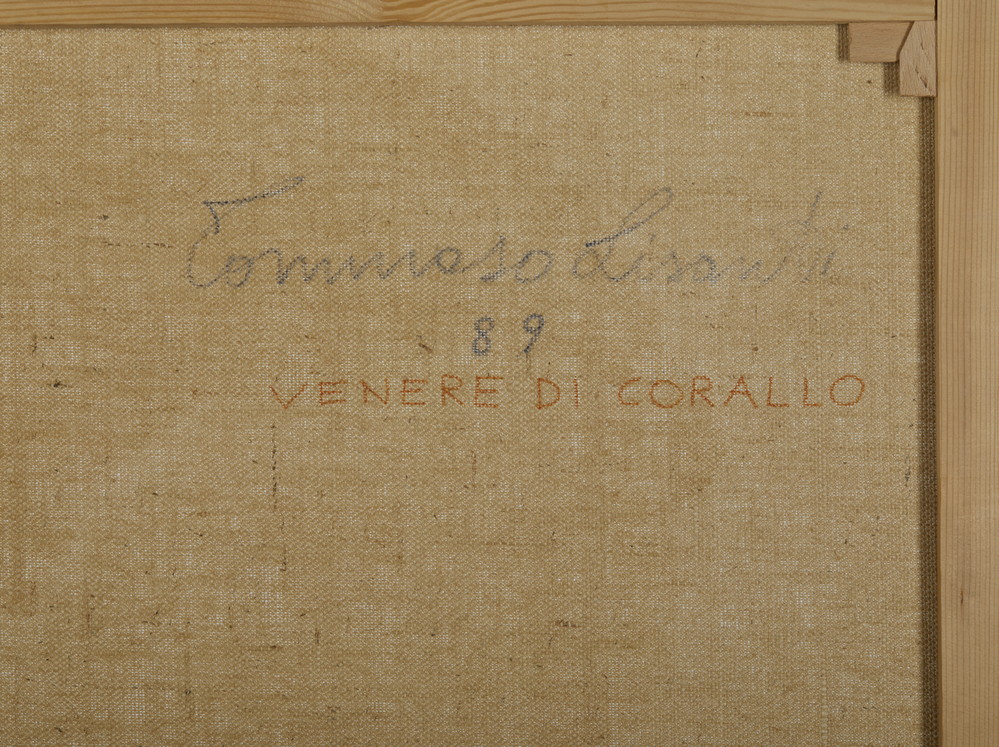 Tommaso Lisanti
89
VENERE DI CORALLO